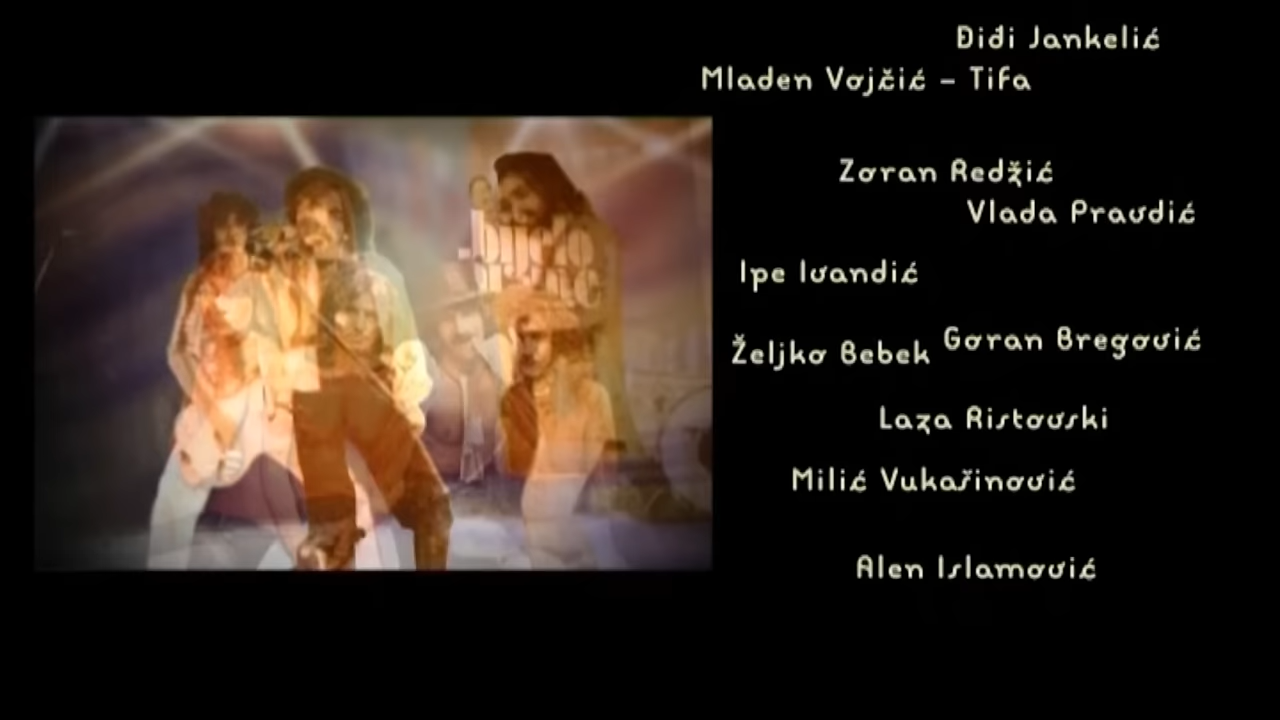 Điđi Jankelić
Mladen Vojčić - Tifa
Zoran Redžić
Vlada Pravdić
Ipe Ivandić
Goran Bregović
Željko Bebek
Laza Ristovski
Milić Vukašinović
Alen Islamović